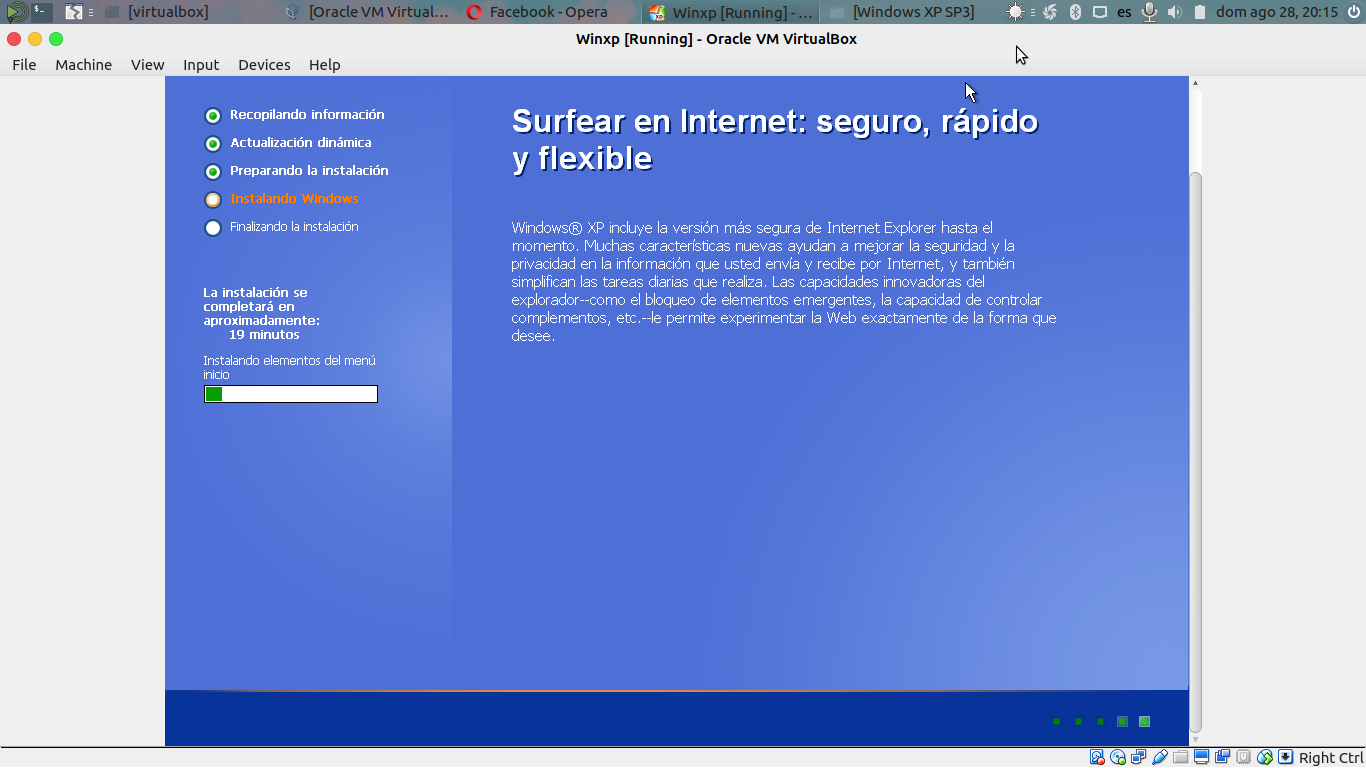 [virtualbox]
[Oracle VM Virtual...
Facebook - Opera
Winxp [Running] - ...
[Windows XP SP3]
es
dom ago 28, 20:15
Winxp [Running] - Oracle VM VirtualBox
File Machine View Input Devices Help
Recopilando información
Actualización dinámica
Preparando la instalación
Instalando Windows
Finalizando la instalación
La instalación se
completará en
aproximadamente:
19 minutos
Instalando elementos del menú
inicio
Surfear en Internet: seguro, rápido
y flexible
Windows® XP incluye la versión más segura de Internet Explorer hasta el
momento. Muchas características nuevas ayudan a mejorar la seguridad y la
privacidad en la información que usted envía y recibe por Internet, y también
simplifican las tareas diarias que realiza. Las capacidades innovadoras del
explorador--como el bloqueo de elementos emergentes, la capacidad de controlar
complementos, etc.--le permite experimentar la Web exactamente de la forma que
desee.
Right Ctrl